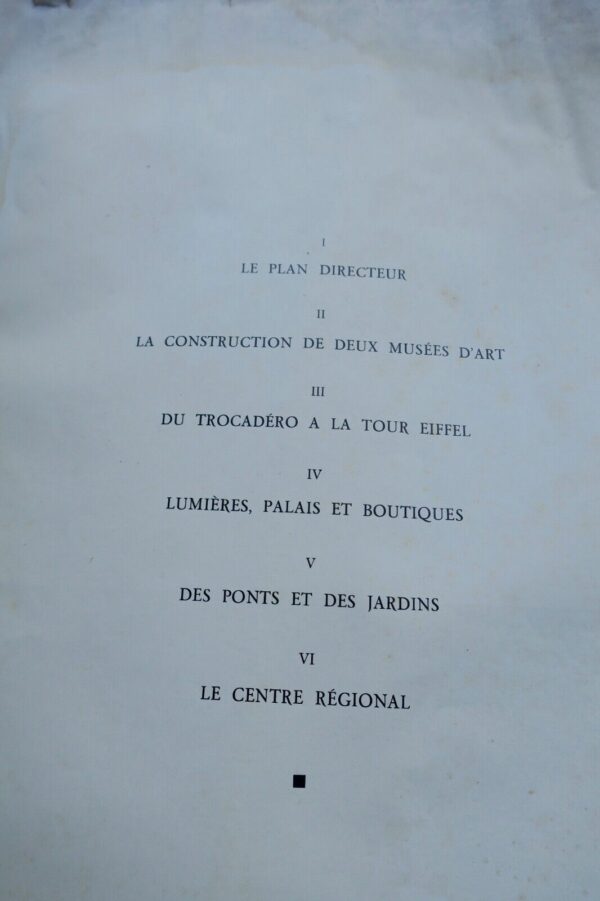 I
LE PLAN DIRECTEUR
II
LA CONSTRUCTION DE DEUX MUSÉES D'ART
III
DU TROCADÉRO A LA TOUR EIFFEL
IV
LUMIÈRES, PALAIS ET BOUTIQUES
V
DES PONTS ET DES JARDINS
VI
LE CENTRE RÉGIONAL